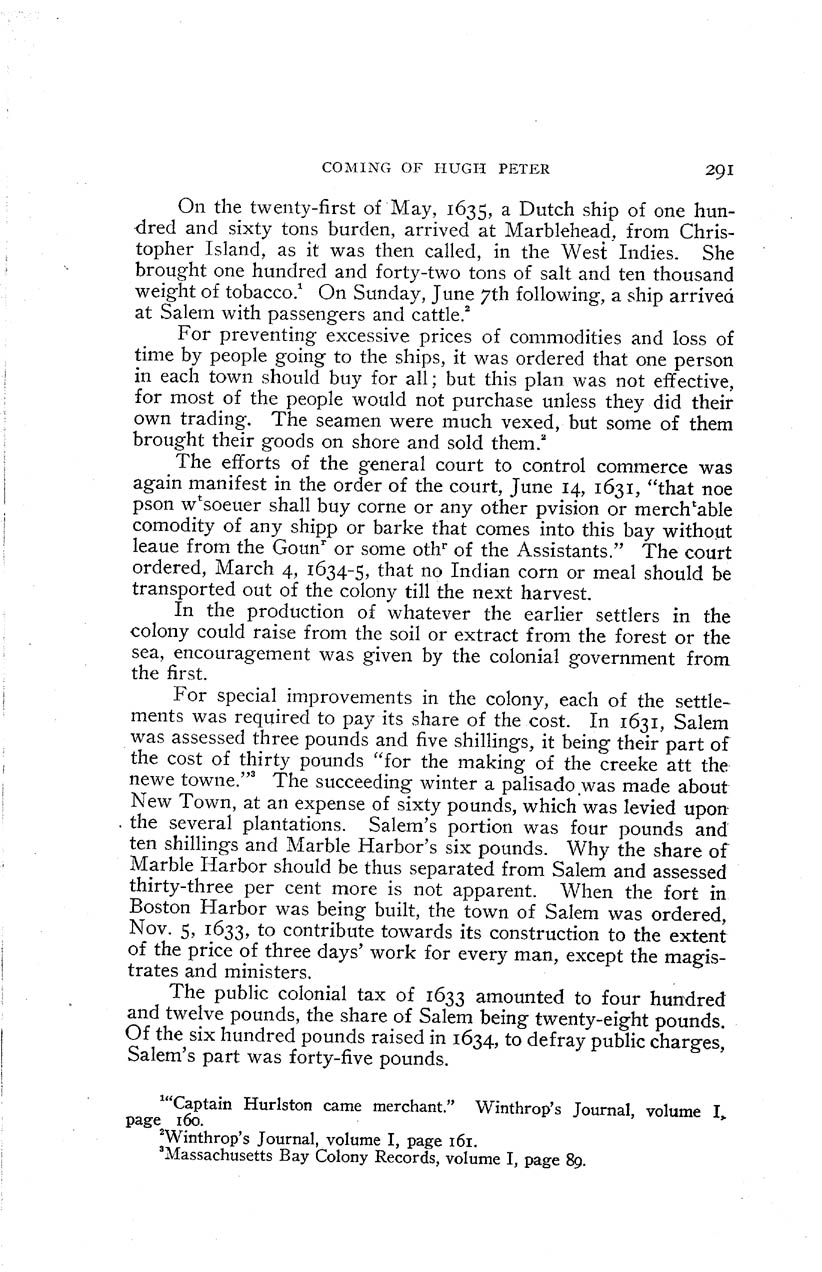 COMING OF HUGH PETER 291
On the twenty-first of May, 1635, a Dutch ship of one hun-
dred and sixty tons burden, arrived at Marblehead, from Chris-
topher Island, as it was then called, in the West Indies. She
brought one hundred and forty-two tons of salt and ten thousand
weight of tobacco.¹ On Sunday, June 7th following, a ship arrived
at Salem with passengers and cattle.²
For preventing excessive prices of commodities and loss of
time by people going to the ships, it was ordered that one person
in each town should buy for all; but this plan was not effective,
for most of the people would not purchase unless they did their
own trading. The seamen were much vexed, but some of them
brought their goods on shore and sold them.²
The efforts of the general court to control commerce was
again manifest in the order of the court, June 14, 1631, “that noe
pson wᵗsoeuer shall buy corne or any other pvision or merchᵗable
comodity of any shipp or barke that comes into this bay without
leaue from the Gounʳ or some othʳ of the Assistants.” The court
ordered, March 4, 1634-5, that no Indian corn or meal should be
transported out of the colony till the next harvest.
In the production of whatever the earlier settlers in the
colony could raise from the soil or extract from the forest or the
sea, encouragement was given by the colonial government from
the first.
For special improvements in the colony, each of the settle-
ments was required to pay its share of the cost. In 1631, Salem
was assessed three pounds and five shillings, it being their part of
the cost of thirty pounds “for the making of the creeke att the
newe towne.”³ The succeeding winter a palisado was made about
New Town, at an expense of sixty pounds, which was levied upon
the several plantations. Salem’s portion was four pounds and
ten shillings and Marble Harbor’s six pounds. Why the share of
Marble Harbor should be thus separated from Salem and assessed
thirty-three per cent more is not apparent. When the fort in
Boston Harbor was being built, the town of Salem was ordered,
Nov. 5, 1633, to contribute towards its construction to the extent
of the price of three days’ work for every man, except the magis-
trates and ministers.
The public colonial tax of 1633 amounted to four hundred
and twelve pounds, the share of Salem being twenty-eight pounds.
Of the six hundred pounds raised in 1634, to defray public charges,
Salem’s part was forty-five pounds.
¹“Captain Hurlston came merchant.” Winthrop’s Journal, volume I,
page 160.
²Winthrop’s Journal, volume I, page 161.
³Massachusetts Bay Colony Records, volume I, page 89.